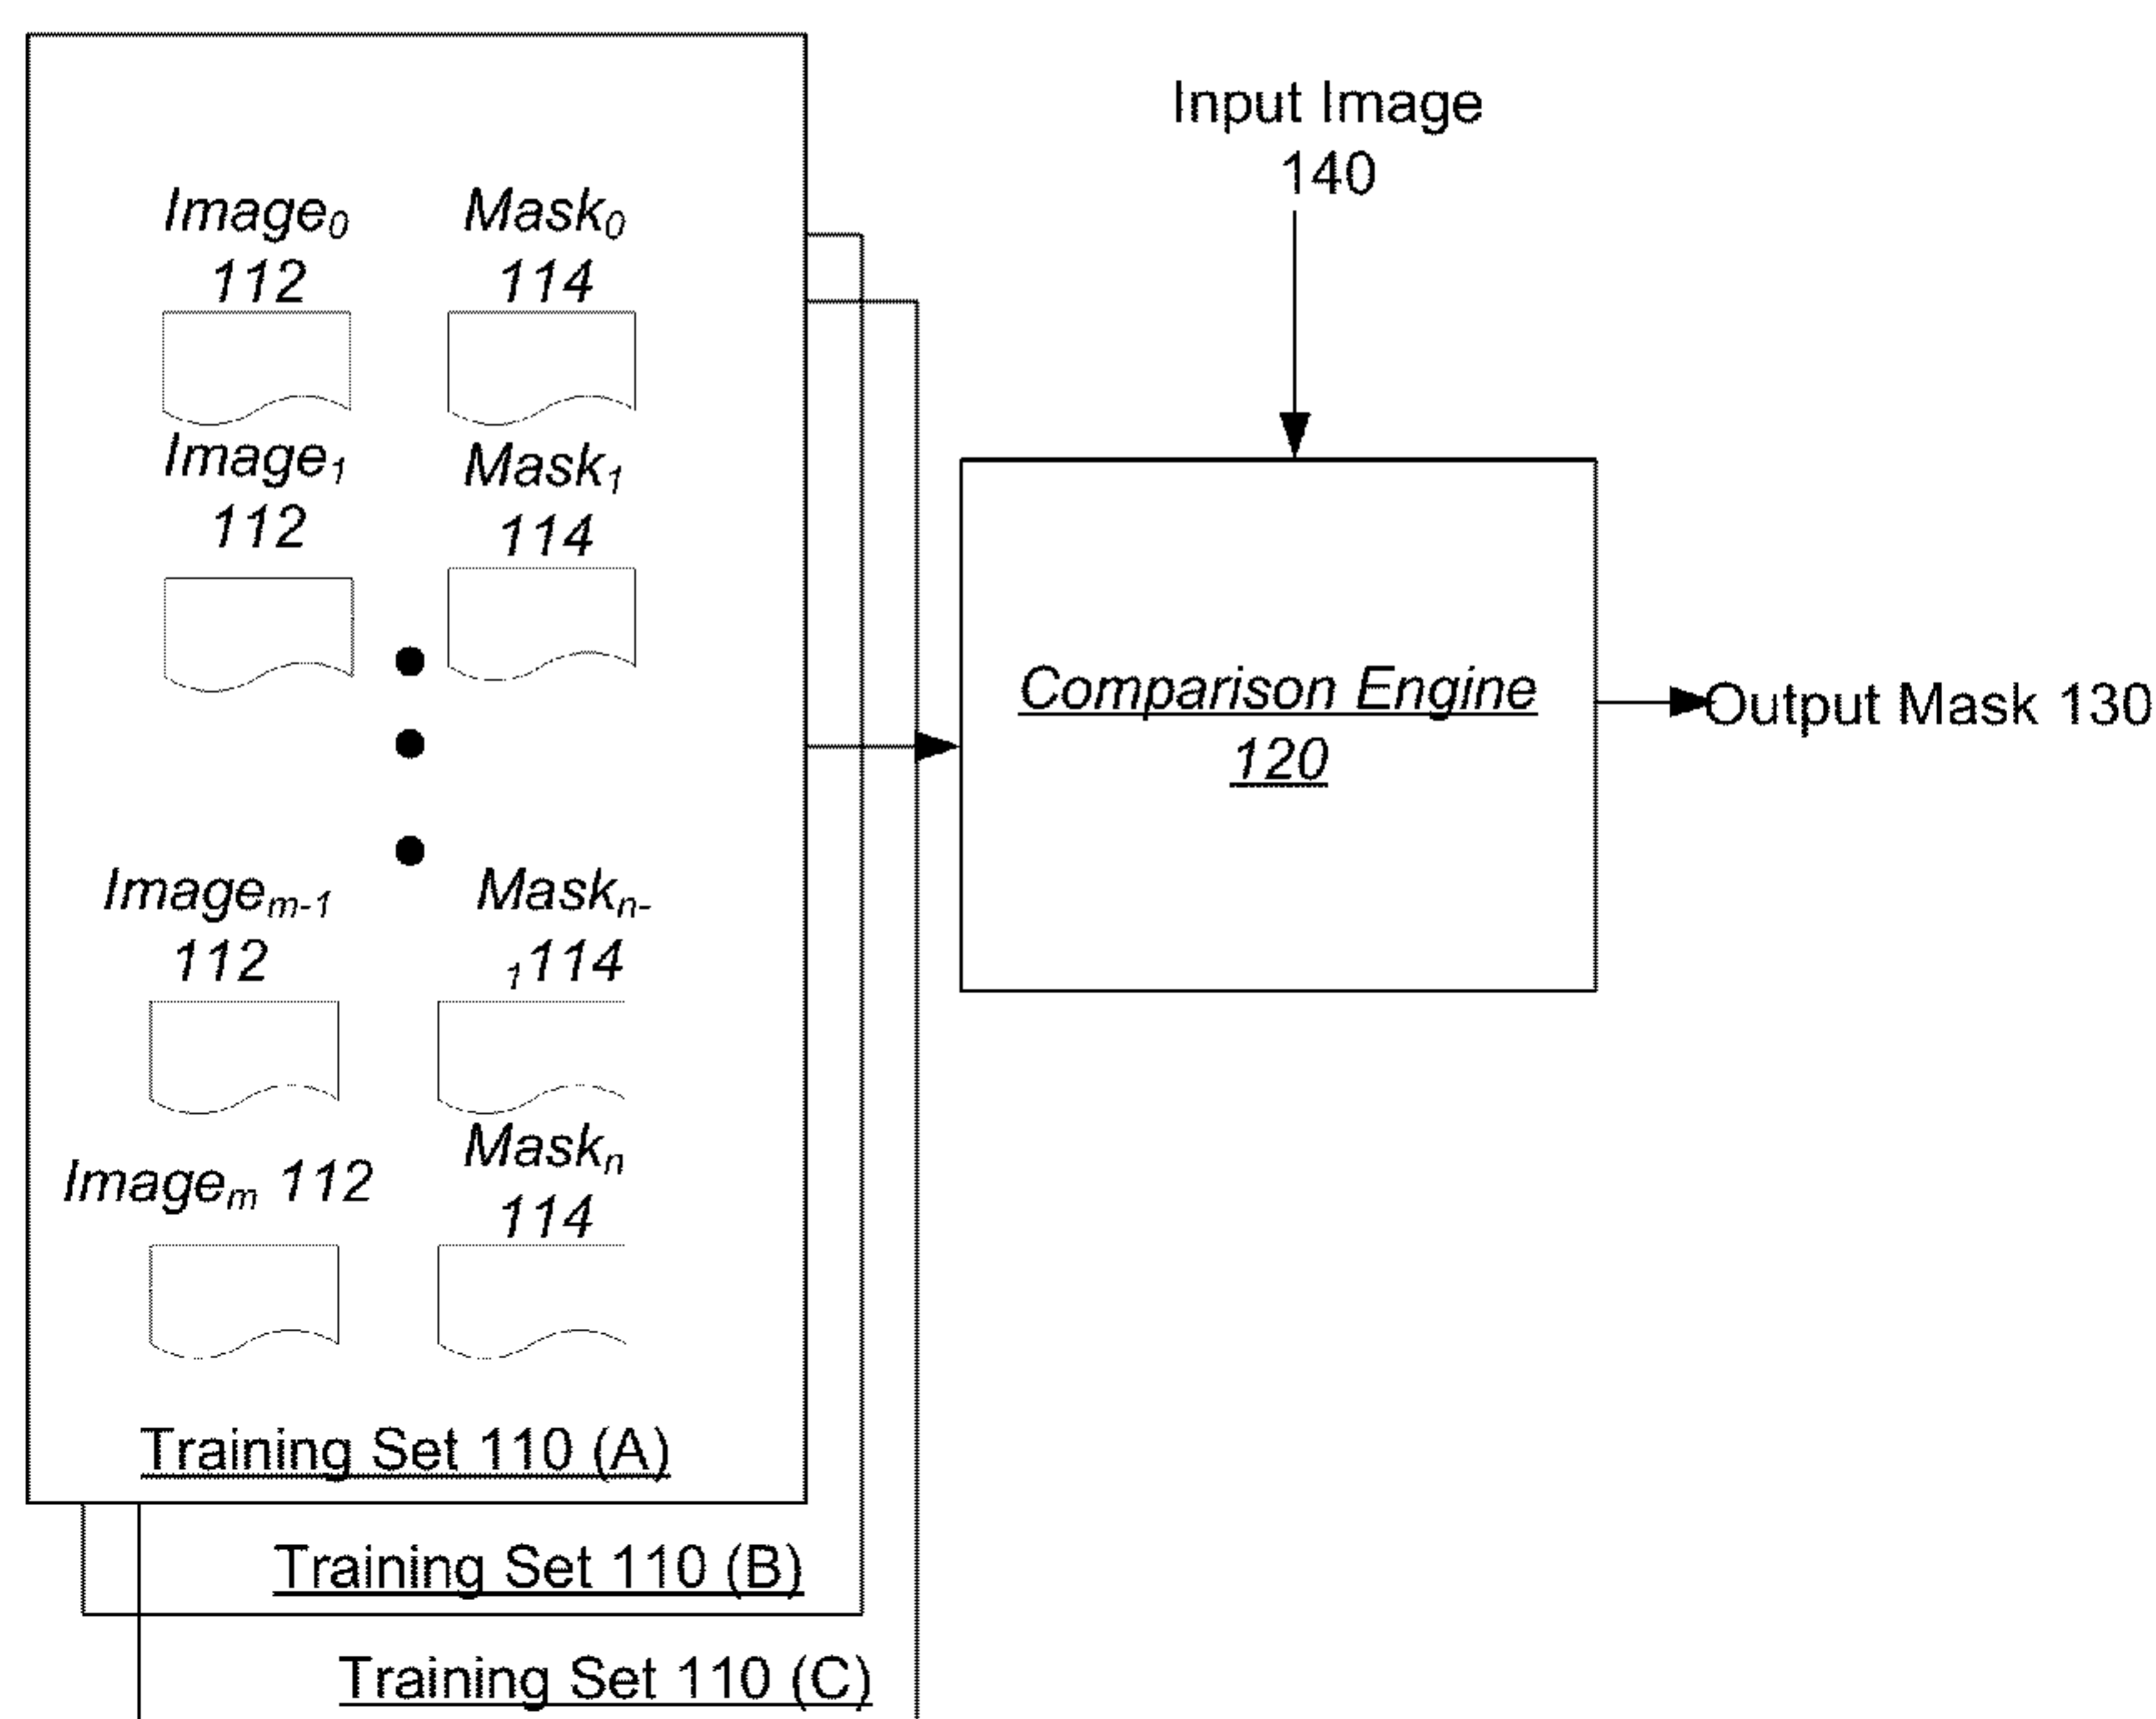 Image₀ Mask₀
112 114
Image₁ Mask₁
112 114
Imageₘ₋₁ Maskₙ₋
112 ₁114
Imageₘ 112
Maskₙ
114
Training Set 110 (A)
Training Set 110 (B)
Training Set 110 (C)
Input Image
140
Comparison Engine
120
Output Mask 130